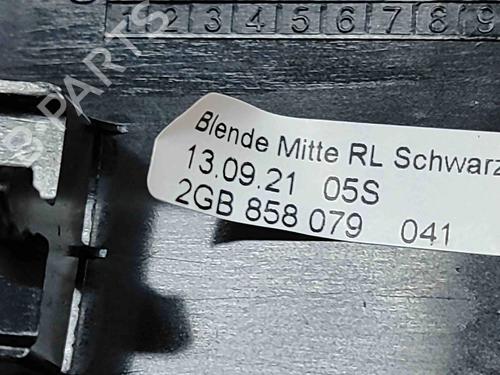 1 2 3 4 5 6 7 8 9
Blende Mitte RL Schwarz
13.09.21 05S
2GB 858 079 041